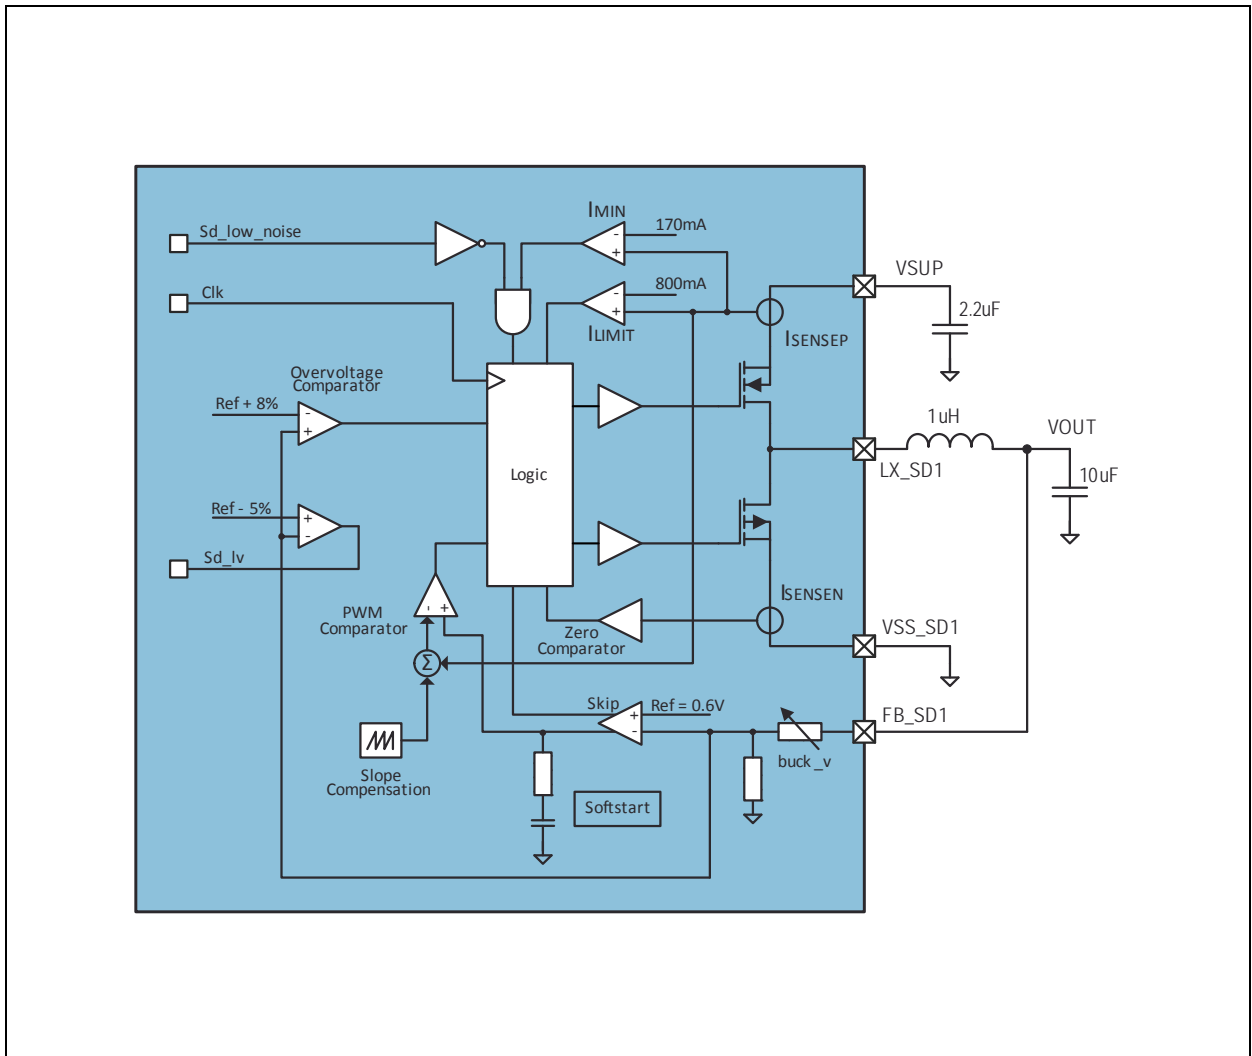 Sd_low_noise
Clk
IMIN
170mA
800mA
ILIMIT
VSUP
2.2uF
ISENSEP
Overvoltage
Comparator
Ref + 8%
Ref - 5%
Sd_lv
Logic
1uH
VOUT
LX_SD1
10uF
PWM
Comparator
Zero
Comparator
ISENSEN
VSS_SD1
Σ
Skip
Ref = 0.6V
FB_SD1
buck_v
Slope
Compensation
Softstart
- +
- +
- +
+ -
- +
+ -